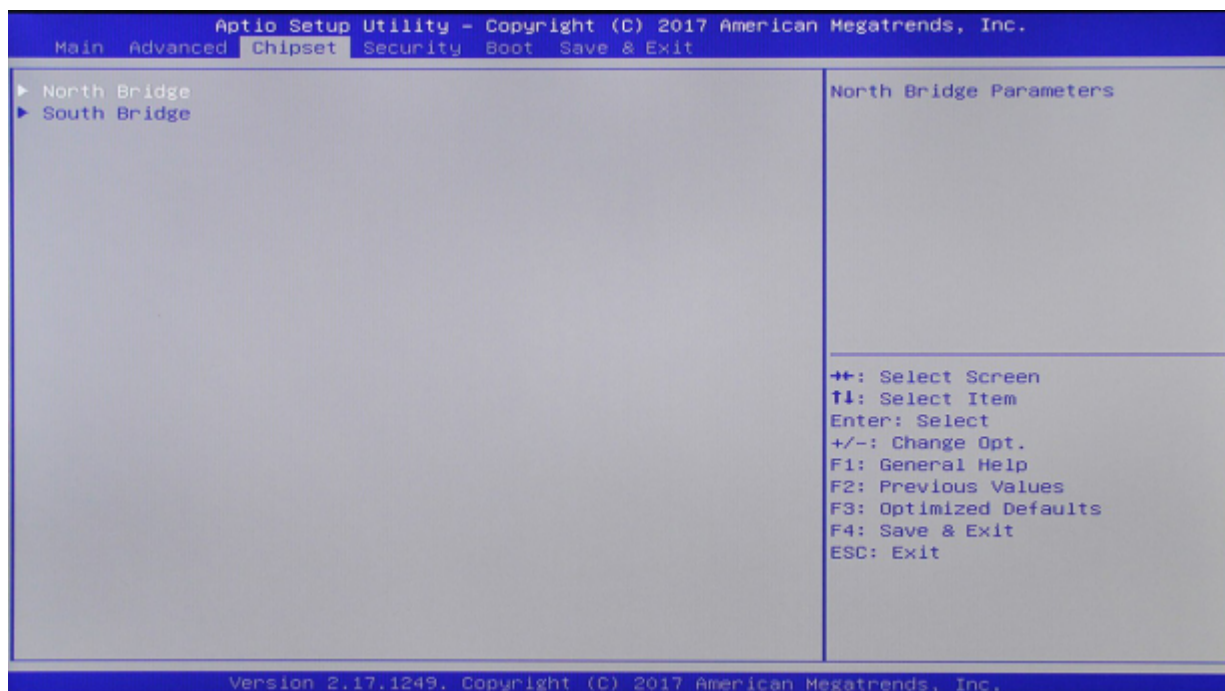 Aptio Setup Utility – Copyright (C) 2017 American Megatrends, Inc.
Main Advanced Chipset Security Boot Save & Exit
► North Bridge
► South Bridge
North Bridge Parameters
→←: Select Screen
↑↓: Select Item
Enter: Select
+/-: Change Opt.
F1: General Help
F2: Previous Values
F3: Optimized Defaults
F4: Save & Exit
ESC: Exit
Version 2.17.1249. Copyright (C) 2017 American Megatrends, Inc.